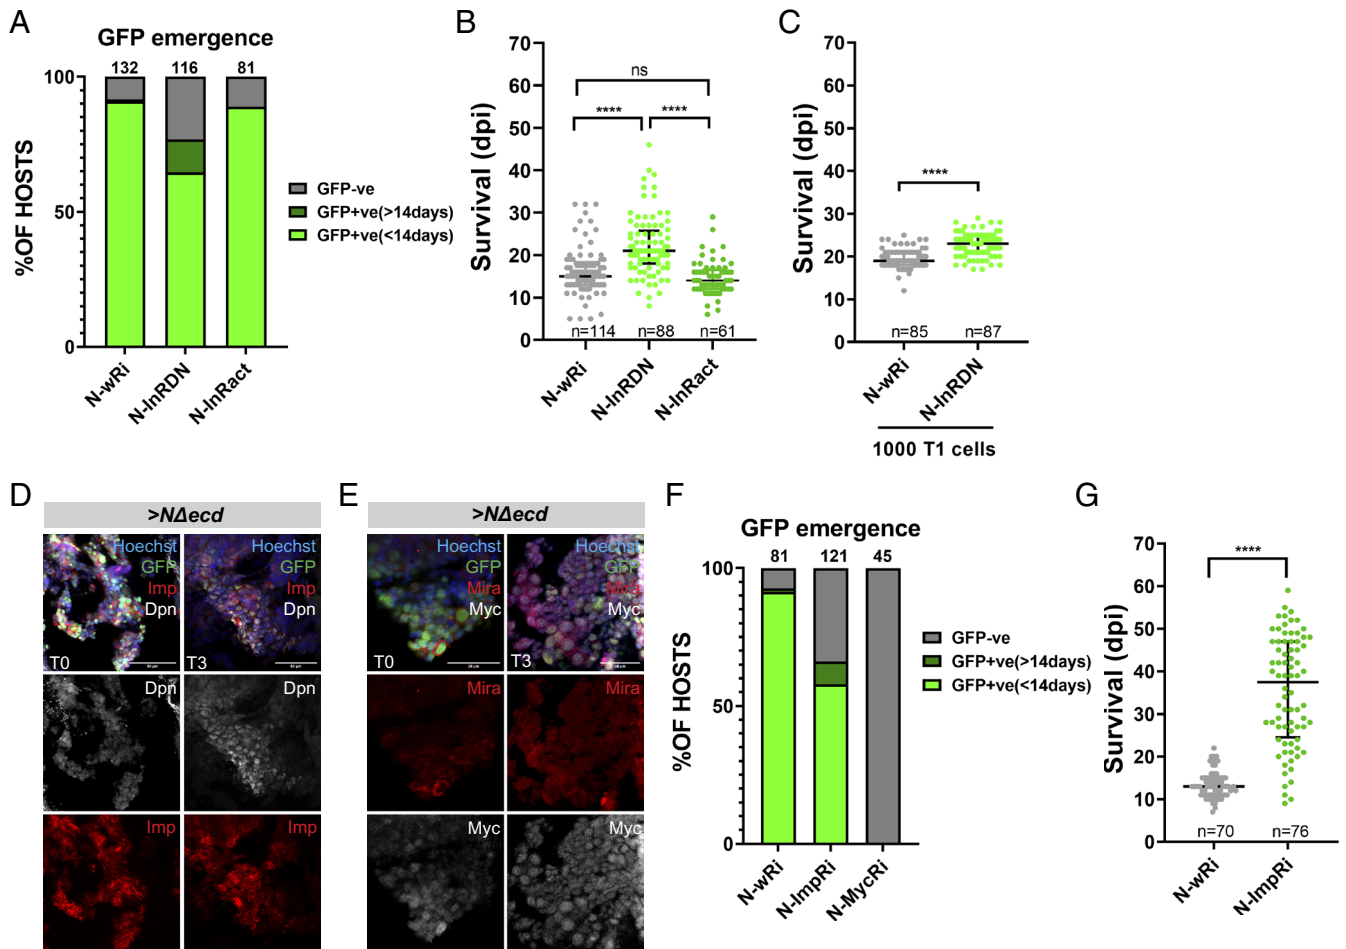 A
GFP emergence
132 116 81
100
50
0
%OF HOSTS
N-wRi
N-InRDN
N-InRact
GFP-ve
GFP+ve(>14days)
GFP+ve(<14days)
B
70
60
50
40
30
20
10
0
Survival (dpi)
ns
**** ****
n=114 n=88 n=61
N-wRi
N-InRDN
N-InRact
C
70
60
50
40
30
20
10
0
Survival (dpi)
****
n=85 n=87
N-wRi
N-InRDN
1000 T1 cells
D
>NΔecd
Hoechst
GFP
Imp
Dpn
T0
Hoechst
GFP
Imp
Dpn
T3
Dpn
Dpn
Imp
Imp
E
>NΔecd
Hoechst
GFP
Mira
Myc
T0
Hoechst
GFP
Mira
Myc
T3
Mira
Mira
Myc
Myc
F
GFP emergence
81 121 45
100
50
0
%OF HOSTS
N-wRi
N-ImpRi
N-MycRi
GFP-ve
GFP+ve(>14days)
GFP+ve(<14days)
G
70
60
50
40
30
20
10
0
Survival (dpi)
****
n=70 n=76
N-wRi
N-ImpRi